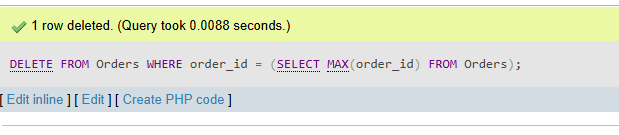 1 row deleted. (Query took 0.0088 seconds.)
DELETE FROM Orders WHERE order_id = (SELECT MAX(order_id) FROM Orders);
[ Edit inline ] [ Edit ] [ Create PHP code ]